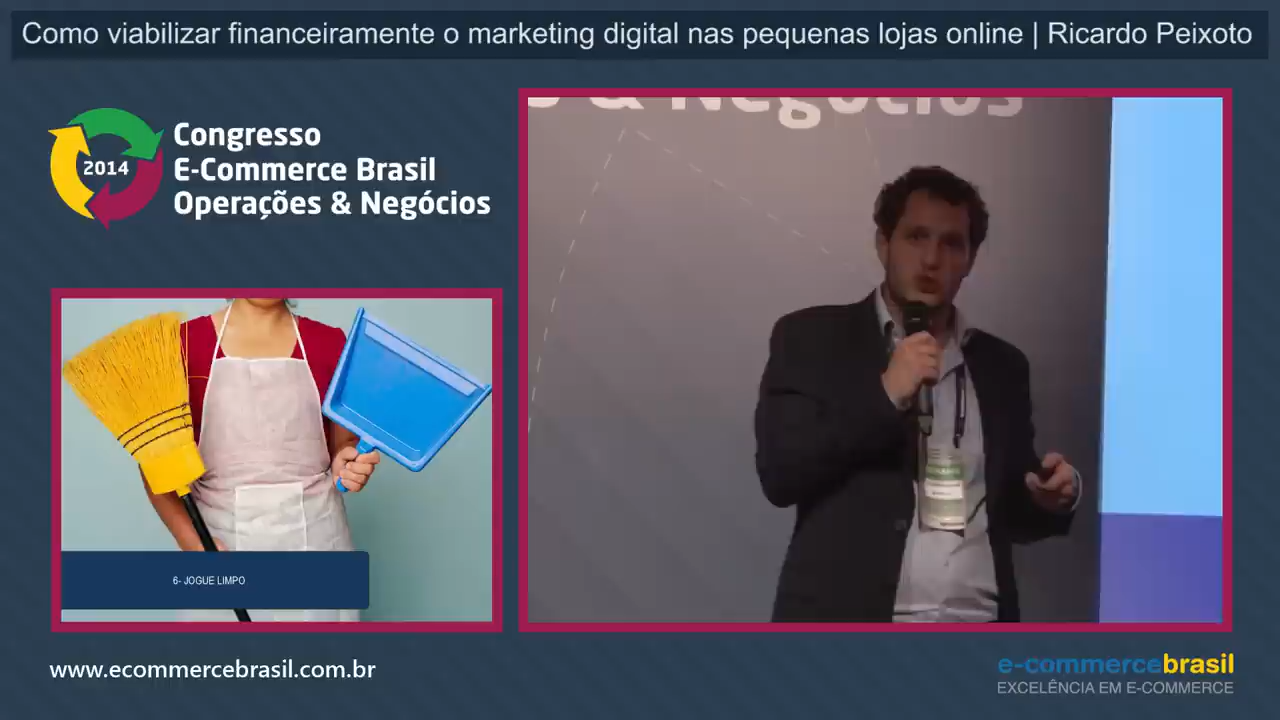 Como viabilizar financeiramente o marketing digital nas pequenas lojas online | Ricardo Peixoto
2014
Congresso
E-Commerce Brasil
Operações & Negócios
& Negócios
6- JOGUE LIMPO
www.ecommercebrasil.com.br
e-commercebrasil
EXCELÊNCIA EM E-COMMERCE